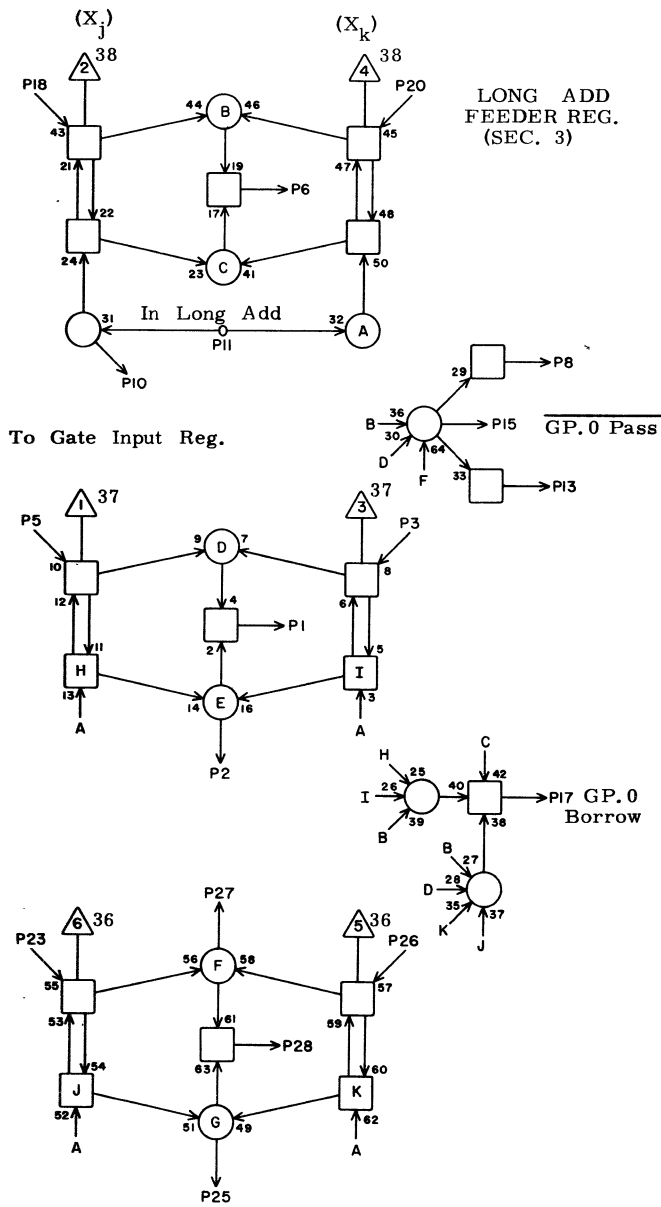 (Xj) (Xk)
2 38 4 38
P18 P20
LONG ADD
FEEDER REG.
(SEC. 3)
44 B 46
43 45
21 19 47
17 P6
22 48
24 23 C 41 50
31 In Long Add 32 A
P11
P10
29 P8
B 36 P15 GP.0 Pass
30 64
D F 33 P13
To Gate Input Reg.
1 37 3 37
P5 P3
9 D 7
10 8
12 4 6
2 P1
11 5
H I
13 14 E 16 3
A A
P2
H 25 C
I 26 40 42 P17 GP.0
39 38 Borrow
B
B 27
D 28
35 37
K J
P27
6 36 5 36
P23 P26
56 F 58
55 57
53 61 59
63 P28
54 60
J K
52 51 G 49 62
A A
P25